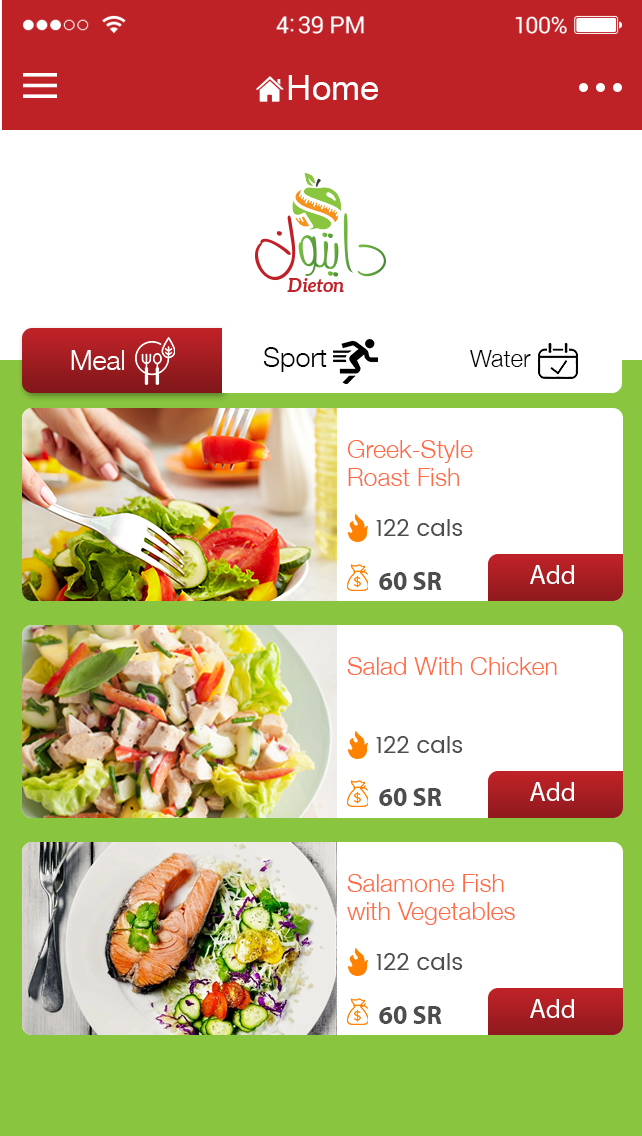 4:39 PM 100%
Home
دايتون
Dieton
Meal Sport Water
Greek-Style
Roast Fish
122 cals
60 SR Add
Salad With Chicken
122 cals
60 SR Add
Salamone Fish
with Vegetables
122 cals
60 SR Add